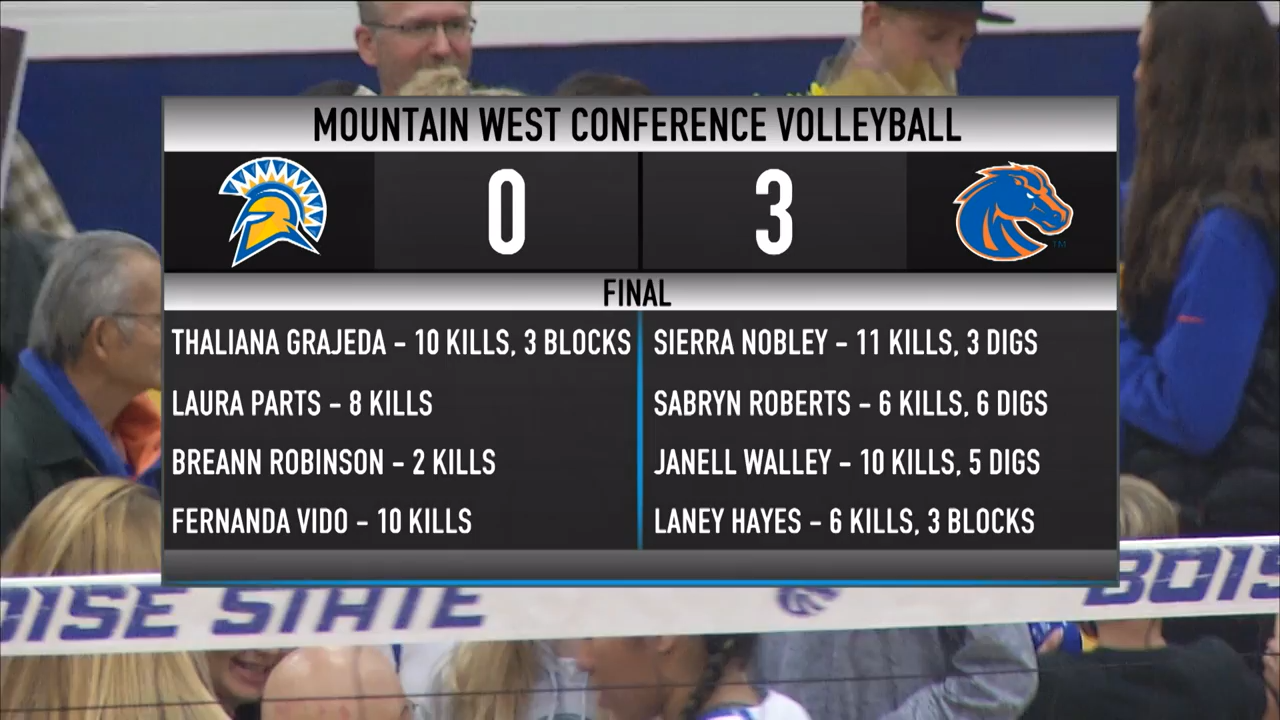 MOUNTAIN WEST CONFERENCE VOLLEYBALL
0 3
TM
FINAL
THALIANA GRAJEDA – 10 KILLS, 3 BLOCKS
LAURA PARTS – 8 KILLS
BREANN ROBINSON – 2 KILLS
FERNANDA VIDO – 10 KILLS
SIERRA NOBLEY – 11 KILLS, 3 DIGS
SABRYN ROBERTS – 6 KILLS, 6 DIGS
JANELL WALLEY – 10 KILLS, 5 DIGS
LANEY HAYES – 6 KILLS, 3 BLOCKS
OISE STATE BOIS